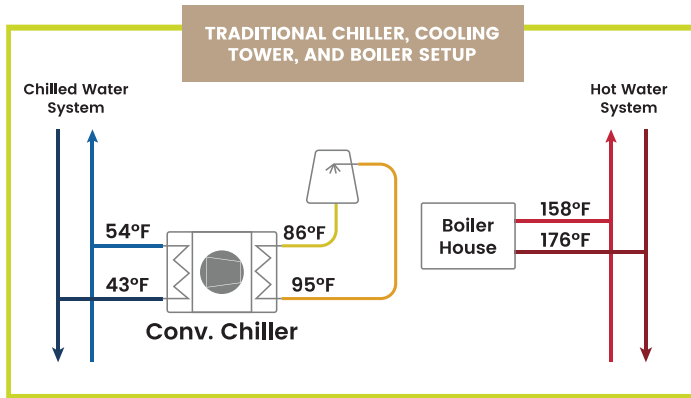 TRADITIONAL CHILLER, COOLING
TOWER, AND BOILER SETUP
Chilled Water
System
Hot Water
System
54°F
86°F
158°F
Boiler
House
176°F
43°F
95°F
Conv. Chiller